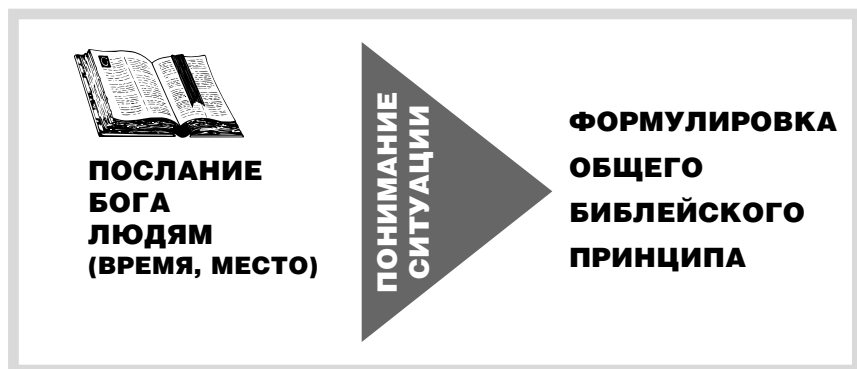 ПОСЛАНИЕ
БОГА
ЛЮДЯМ
(ВРЕМЯ, МЕСТО)
ПОНИМАНИЕ
СИТУАЦИИ
ФОРМУЛИРОВКА
ОБЩЕГО
БИБЛЕЙСКОГО
ПРИНЦИПА